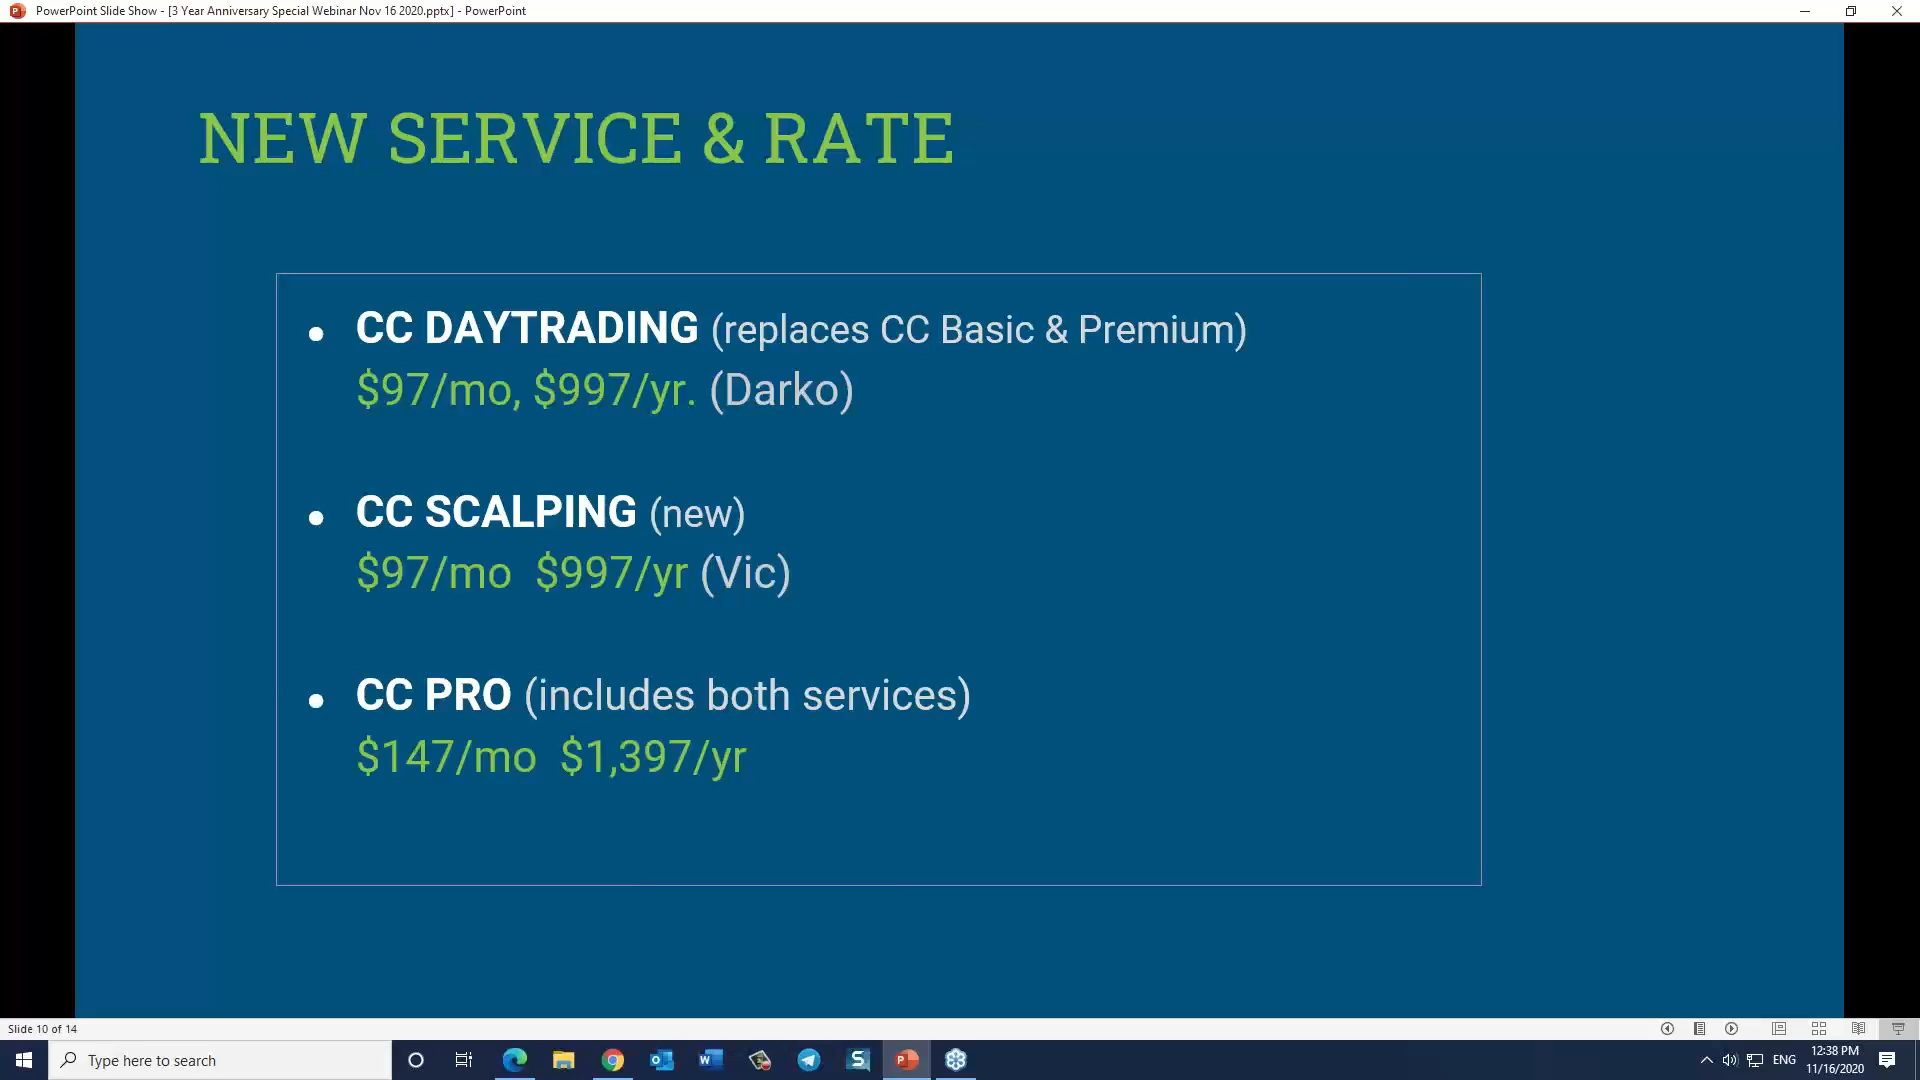 PowerPoint Slide Show - [3 Year Anniversary Special Webinar Nov 16 2020.pptx] - PowerPoint
NEW SERVICE & RATE
• CC DAYTRADING (replaces CC Basic & Premium)
$97/mo, $997/yr. (Darko)
• CC SCALPING (new)
$97/mo $997/yr (Vic)
• CC PRO (includes both services)
$147/mo $1,397/yr
Slide 10 of 14
Type here to search
ENG
12:38 PM
11/16/2020